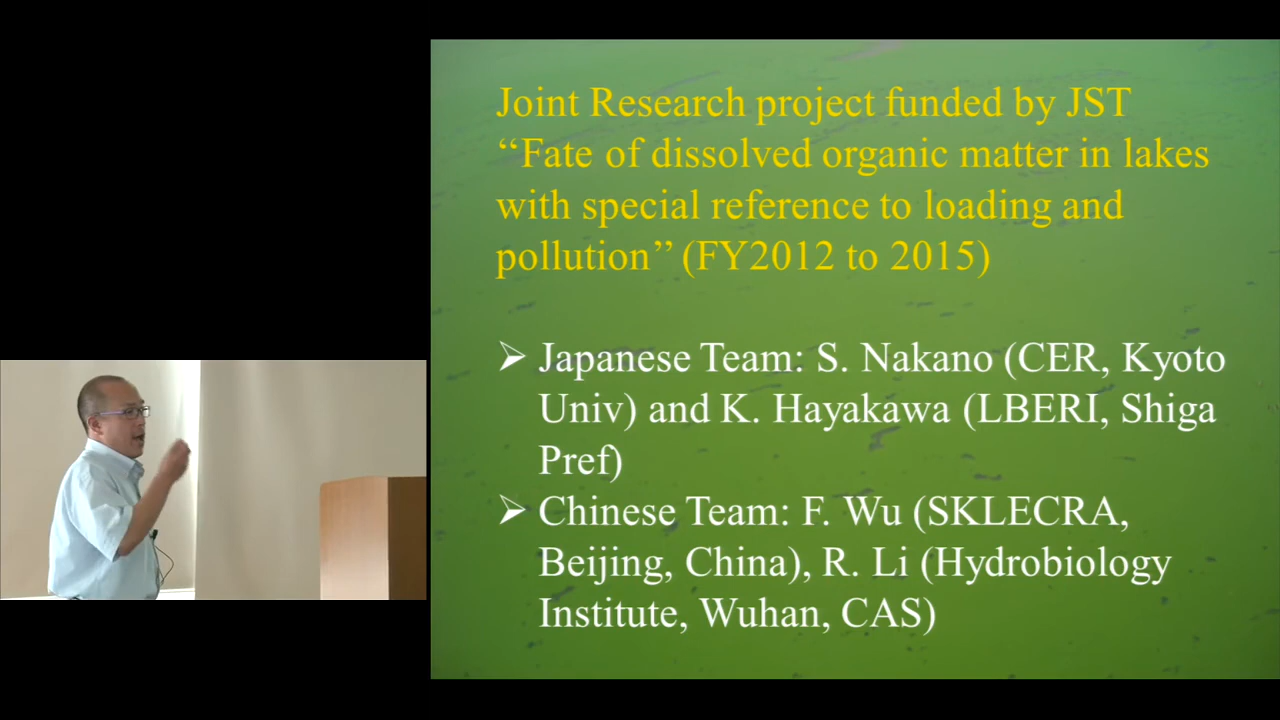 Joint Research project funded by JST
“Fate of dissolved organic matter in lakes
with special reference to loading and
pollution” (FY2012 to 2015)
➢ Japanese Team: S. Nakano (CER, Kyoto
Univ) and K. Hayakawa (LBERI, Shiga
Pref)
➢ Chinese Team: F. Wu (SKLECRA,
Beijing, China), R. Li (Hydrobiology
Institute, Wuhan, CAS)